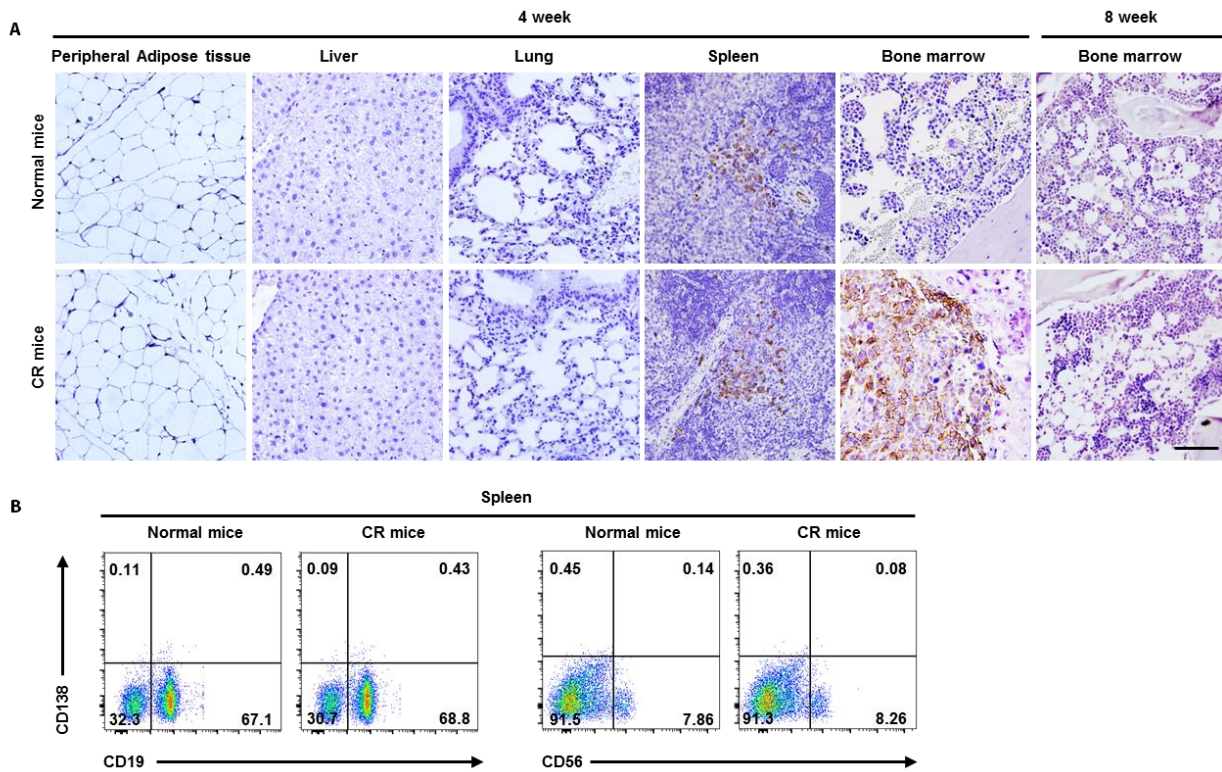 4 week
8 week
A
Peripheral Adipose tissue
Liver
Lung
Spleen
Bone marrow
Bone marrow
Normal mice
CR mice
B
Spleen
Normal mice
CR mice
Normal mice
CR mice
0.11
0.49
0.09
0.43
0.45
0.14
0.36
0.08
32.3
67.1
30.7
68.8
91.5
7.86
91.3
8.26
CD138
CD19
CD56